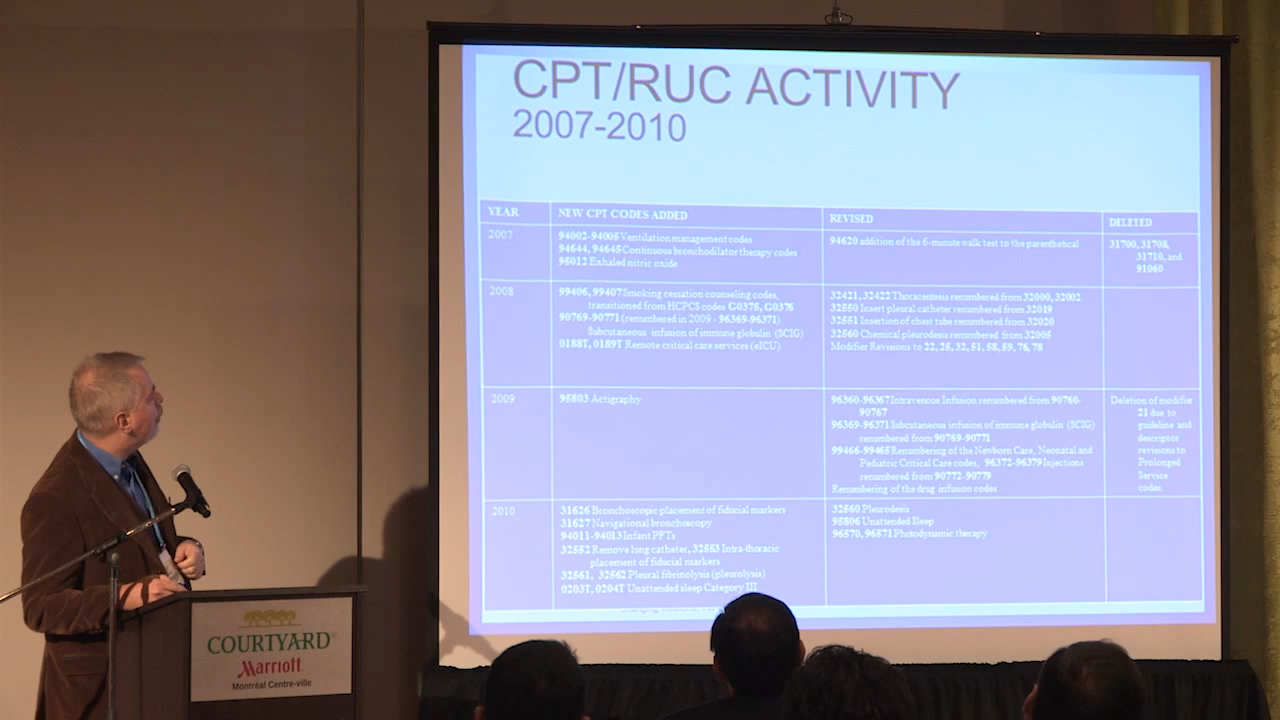 CPT/RUC ACTIVITY
2007-2010
YEAR NEW CPT CODES ADDED REVISED DELETED
2007
94002-94005 Ventilation management codes
94644, 94645 Continuous bronchodilator therapy codes
95012 Exhaled nitric oxide
94620 addition of the 6-minute walk test to the parenthetical
31700, 31708,
31710, and
91060
2008
99406, 99407 Smoking cessation counseling codes,
transitioned from HCPCS codes G0375, G0376
90769-90771 (renumbered in 2009 - 96369-96371)
Subcutaneous infusion of immune globulin (SCIG)
0188T, 0189T Remote critical care services (eICU)
32421, 32422 Thoracentesis renumbered from 32000, 32002
32550 Insert pleural catheter renumbered from 32019
32551 Insertion of chest tube renumbered from 32020
32560 Chemical pleurodesis renumbered from 32005
Modifier Revisions to 22, 25, 32, 51, 58, 59, 76, 78
2009
95803 Actigraphy
96360-96367 Intravenous Infusion renumbered from 90760-
90767
96369-96371 Subcutaneous infusion of immune globulin (SCIG)
renumbered from 90769-90771
99466-99465 Renumbering of the Newborn Care, Neonatal and
Pediatric Critical Care codes, 96372-96379 Injections
renumbered from 90772-90779
Renumbering of the drug infusion codes
Deletion of modifier
21 due to
guideline and
descriptor
revisions to
Prolonged
Service
codes
2010
31626 Bronchoscopic placement of fiducial markers
31627 Navigational bronchoscopy
94011-94013 Infant PFTs
32552 Remove lung catheter, 32553 Intra-thoracic
placement of fiducial markers
32561, 32562 Pleural fibrinolysis (pleurolysis)
0203T, 0204T Unattended sleep Category III
32560 Pleurodesis
95806 Unattended Sleep
96570, 96571 Photodynamic therapy
COURTYARD®
Marriott
Montréal Centre-ville